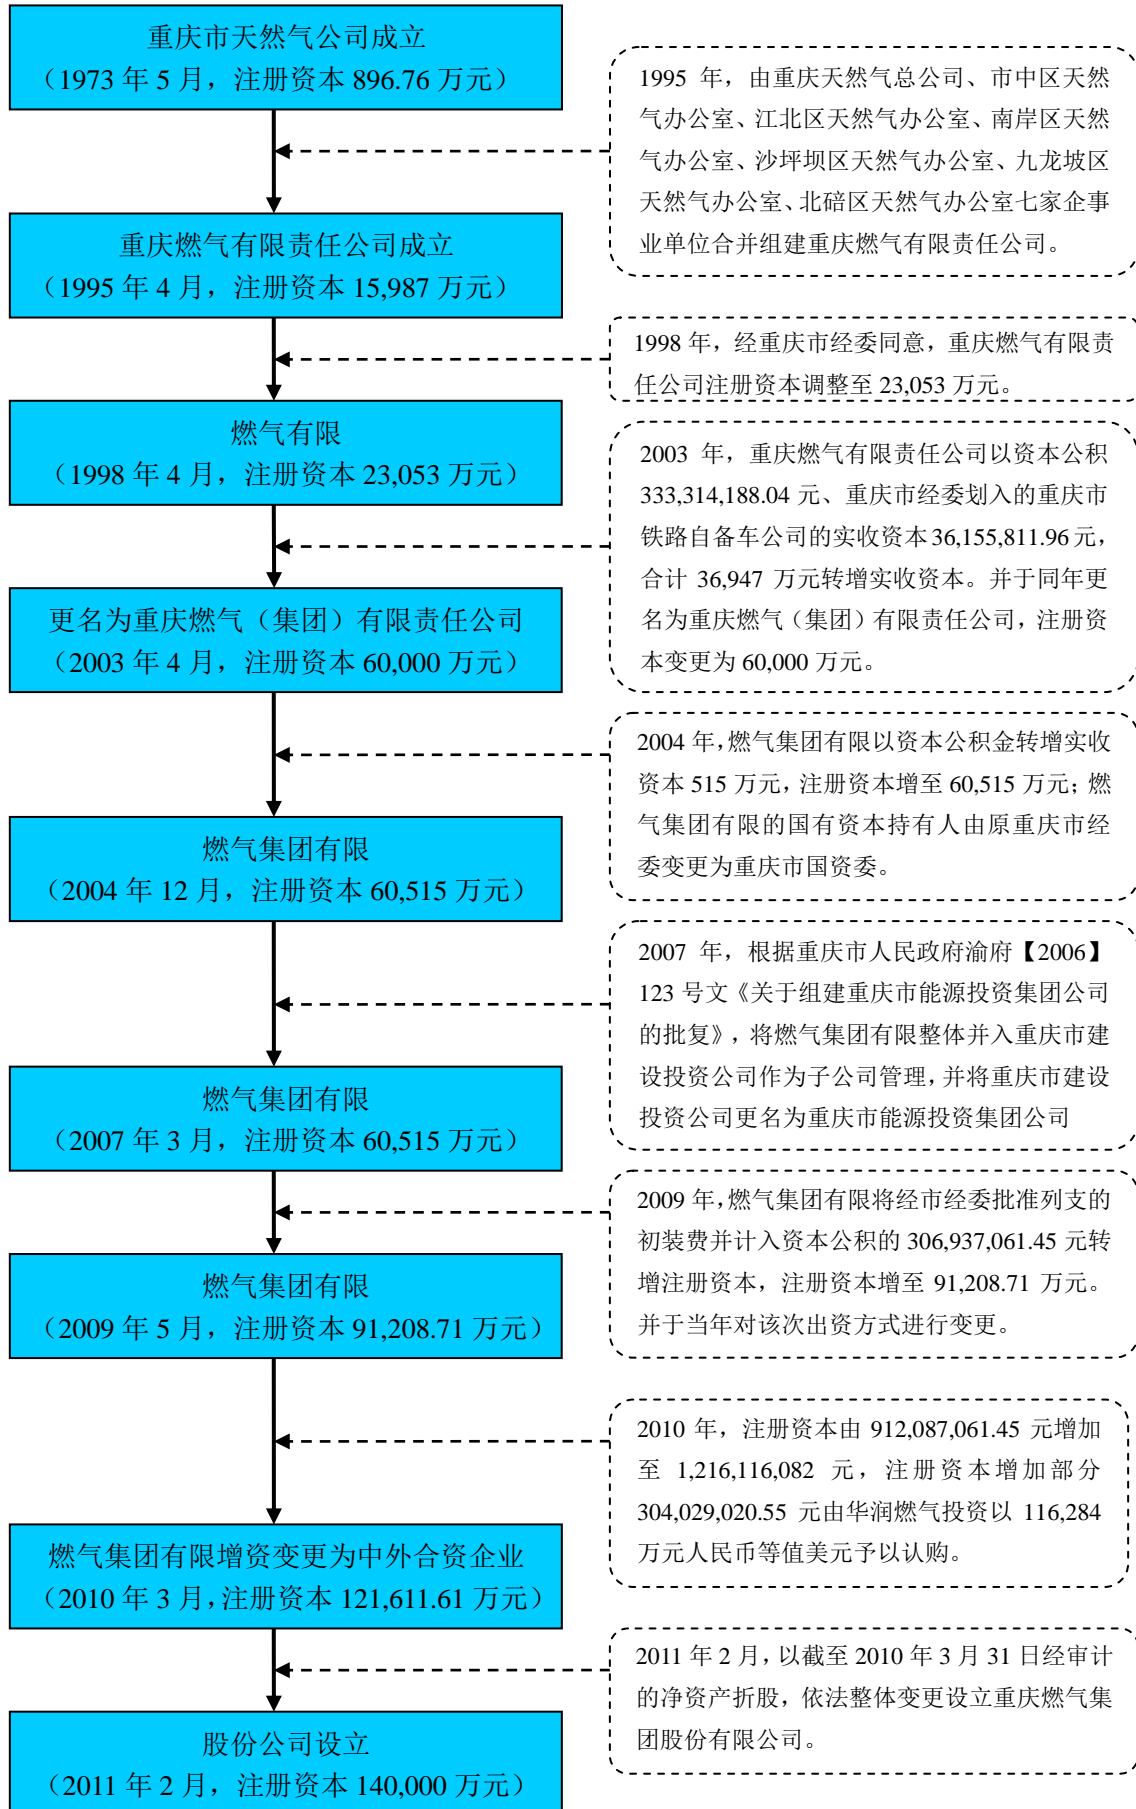 重庆市天然气公司成立
（1973 年 5 月，注册资本 896.76 万元）
1995 年，由重庆天然气总公司、市中区天然
气办公室、江北区天然气办公室、南岸区天然
气办公室、沙坪坝区天然气办公室、九龙坡区
天然气办公室、北碚区天然气办公室七家企事
业单位合并组建重庆燃气有限责任公司。
重庆燃气有限责任公司成立
（1995 年 4 月，注册资本 15,987 万元）
1998 年，经重庆市经委同意，重庆燃气有限责
任公司注册资本调整至 23,053 万元。
燃气有限
（1998 年 4 月，注册资本 23,053 万元）
2003 年，重庆燃气有限责任公司以资本公积
333,314,188.04 元、重庆市经委划入的重庆市
铁路自备车公司的实收资本 36,155,811.96 元，
合计 36,947 万元转增实收资本。并于同年更
名为重庆燃气（集团）有限责任公司，注册资
本变更为 60,000 万元。
更名为重庆燃气（集团）有限责任公司
（2003 年 4 月，注册资本 60,000 万元）
2004 年，燃气集团有限以资本公积金转增实收
资本 515 万元，注册资本增至 60,515 万元；燃
气集团有限的国有资本持有人由原重庆市经
委变更为重庆市国资委。
燃气集团有限
（2004 年 12 月，注册资本 60,515 万元）
2007 年，根据重庆市人民政府渝府【2006】
123 号文《关于组建重庆市能源投资集团公司
的批复》，将燃气集团有限整体并入重庆市建
设投资公司作为子公司管理，并将重庆市建设
投资公司更名为重庆市能源投资集团公司
燃气集团有限
（2007 年 3 月，注册资本 60,515 万元）
2009 年，燃气集团有限将经市经委批准列支的
初装费并计入资本公积的 306,937,061.45 元转
增注册资本，注册资本增至 91,208.71 万元。
并于当年对该次出资方式进行变更。
燃气集团有限
（2009 年 5 月，注册资本 91,208.71 万元）
2010 年，注册资本由 912,087,061.45 元增加
至 1,216,116,082 元，注册资本增加部分
304,029,020.55 元由华润燃气投资以 116,284
万元人民币等值美元予以认购。
燃气集团有限增资变更为中外合资企业
（2010 年 3 月，注册资本 121,611.61 万元）
2011 年 2 月，以截至 2010 年 3 月 31 日经审计
的净资产折股，依法整体变更设立重庆燃气集
团股份有限公司。
股份公司设立
（2011 年 2 月，注册资本 140,000 万元）